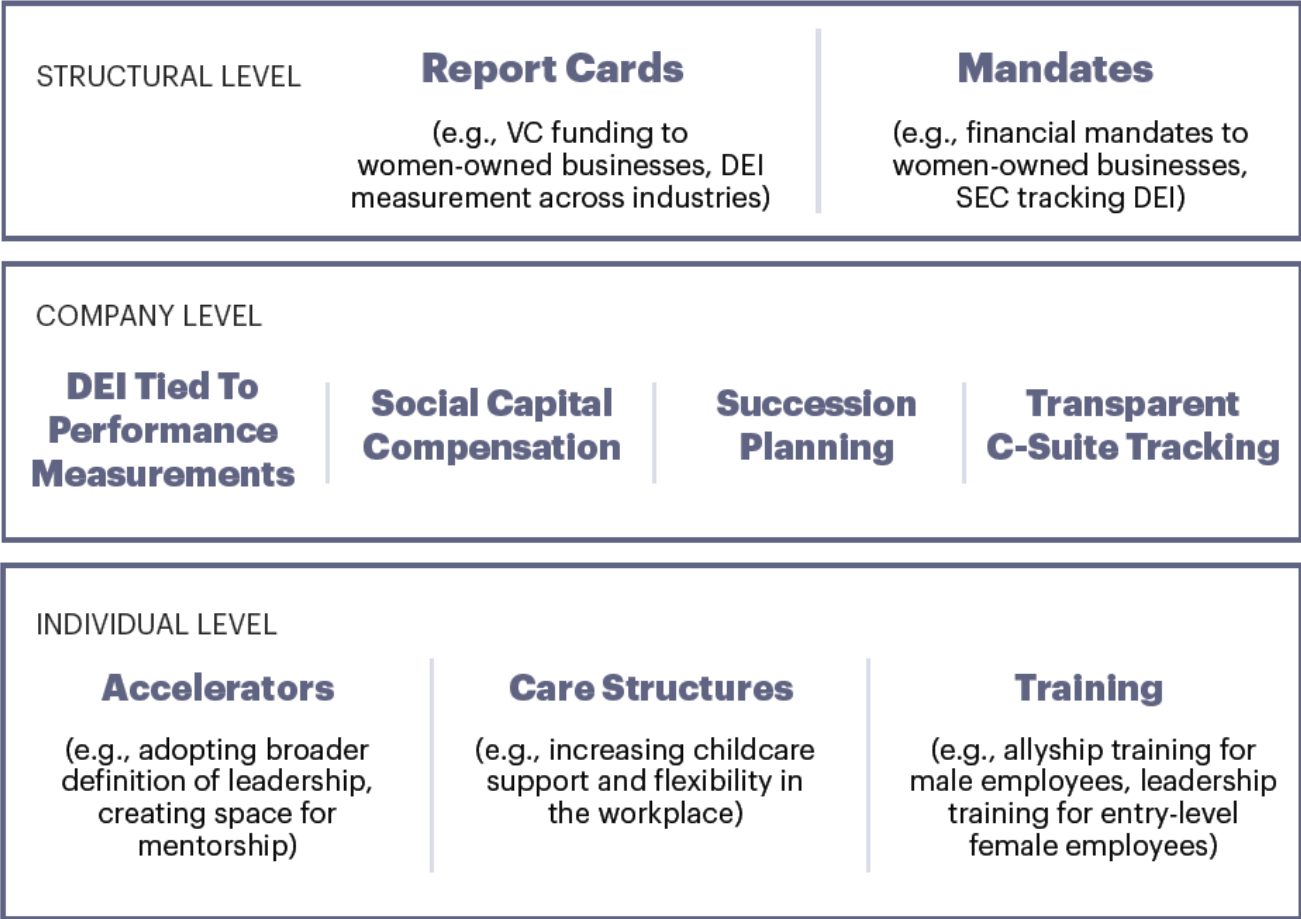 STRUCTURAL LEVEL
Report Cards
(e.g., VC funding to
women-owned businesses, DEI
measurement across industries)
Mandates
(e.g., financial mandates to
women-owned businesses,
SEC tracking DEI)
COMPANY LEVEL
DEI Tied To
Performance
Measurements
Social Capital
Compensation
Succession
Planning
Transparent
C-Suite Tracking
INDIVIDUAL LEVEL
Accelerators
(e.g., adopting broader
definition of leadership,
creating space for
mentorship)
Care Structures
(e.g., increasing childcare
support and flexibility in
the workplace)
Training
(e.g., allyship training for
male employees, leadership
training for entry-level
female employees)